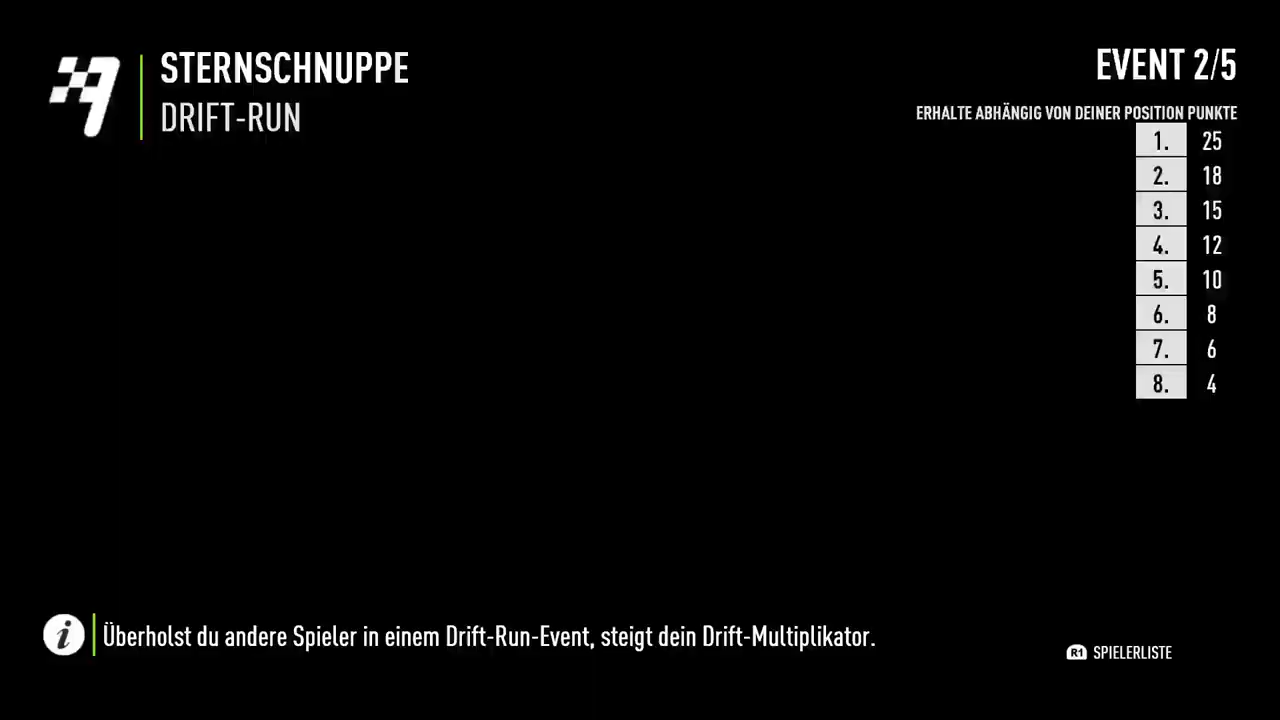 STERNSCHNUPPE
DRIFT-RUN
EVENT 2/5
ERHALTE ABHÄNGIG VON DEINER POSITION PUNKTE
1. 25
2. 18
3. 15
4. 12
5. 10
6. 8
7. 6
8. 4
Überholst du andere Spieler in einem Drift-Run-Event, steigt dein Drift-Multiplikator.
R1 SPIELERLISTE